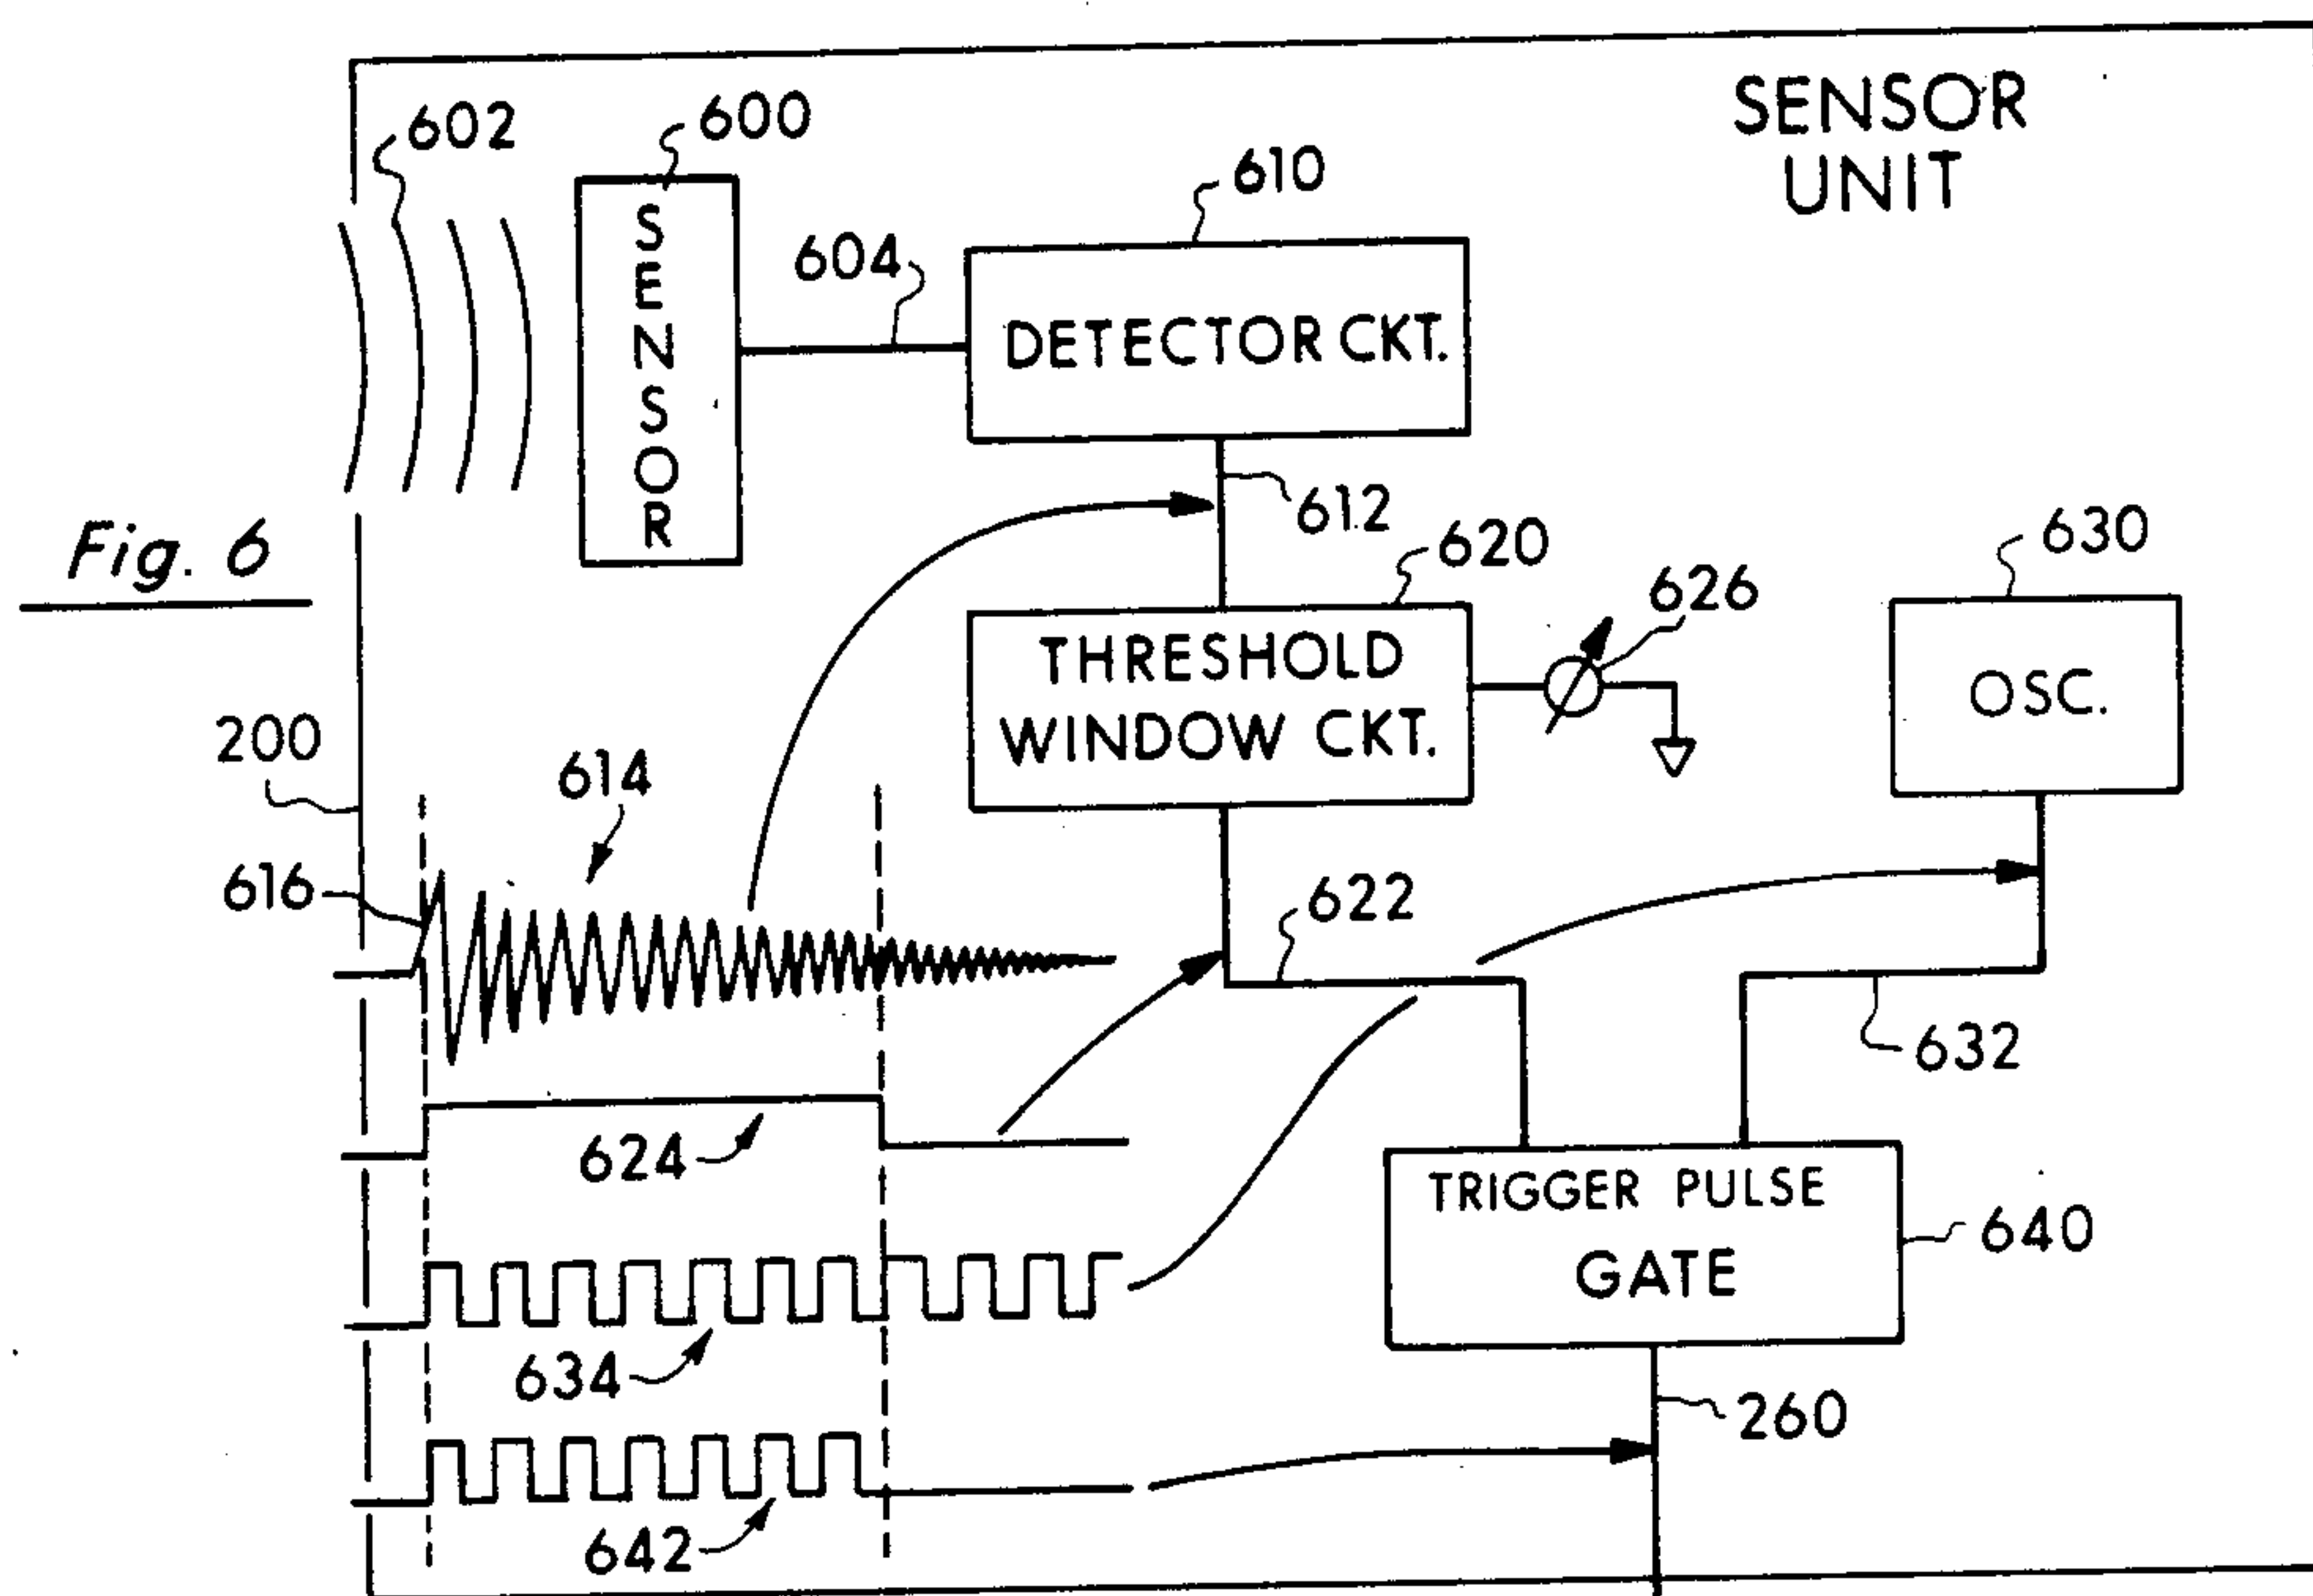 SENSOR
UNIT
602
600
610
SENSOR
604
DETECTOR CKT.
612
Fig. 6
620
630
626
THRESHOLD
WINDOW CKT.
OSC.
200
614
616
622
632
624
TRIGGER PULSE
GATE
640
634
260
642